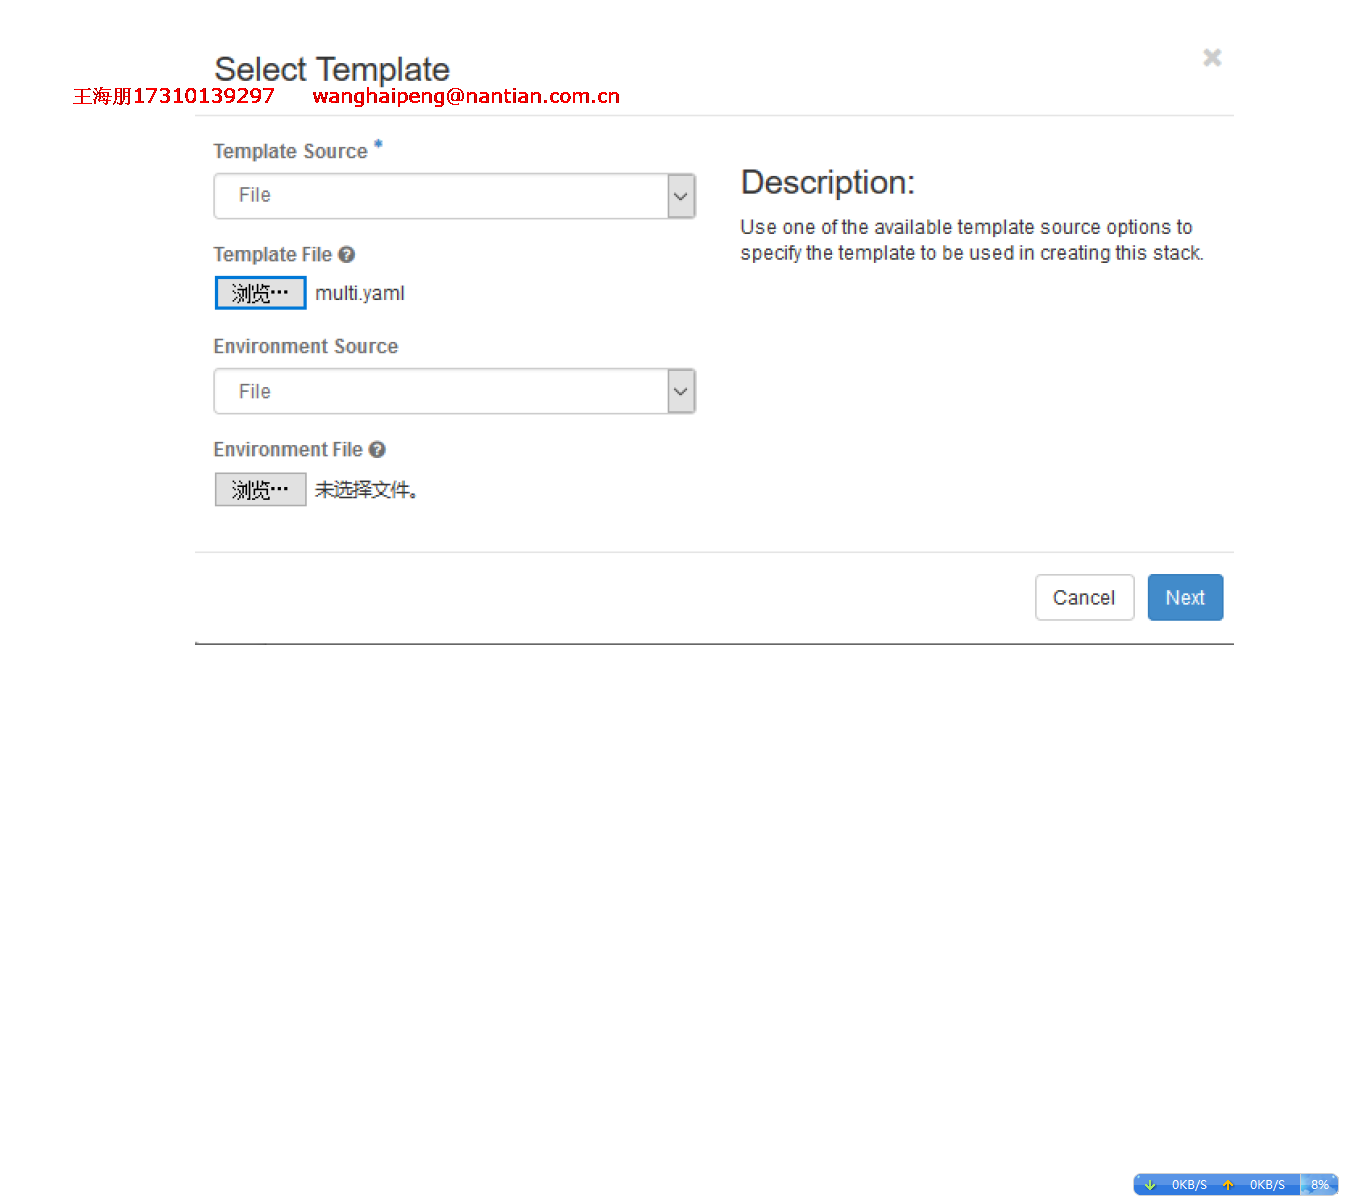 Select Template
王海朋17310139297 wanghaipeng@nantian.com.cn
Template Source *
File
Description:
Use one of the available template source options to
specify the template to be used in creating this stack.
Template File
浏览… multi.yaml
Environment Source
File
Environment File
浏览… 未选择文件。
Cancel Next
0KB/S 0KB/S 8%